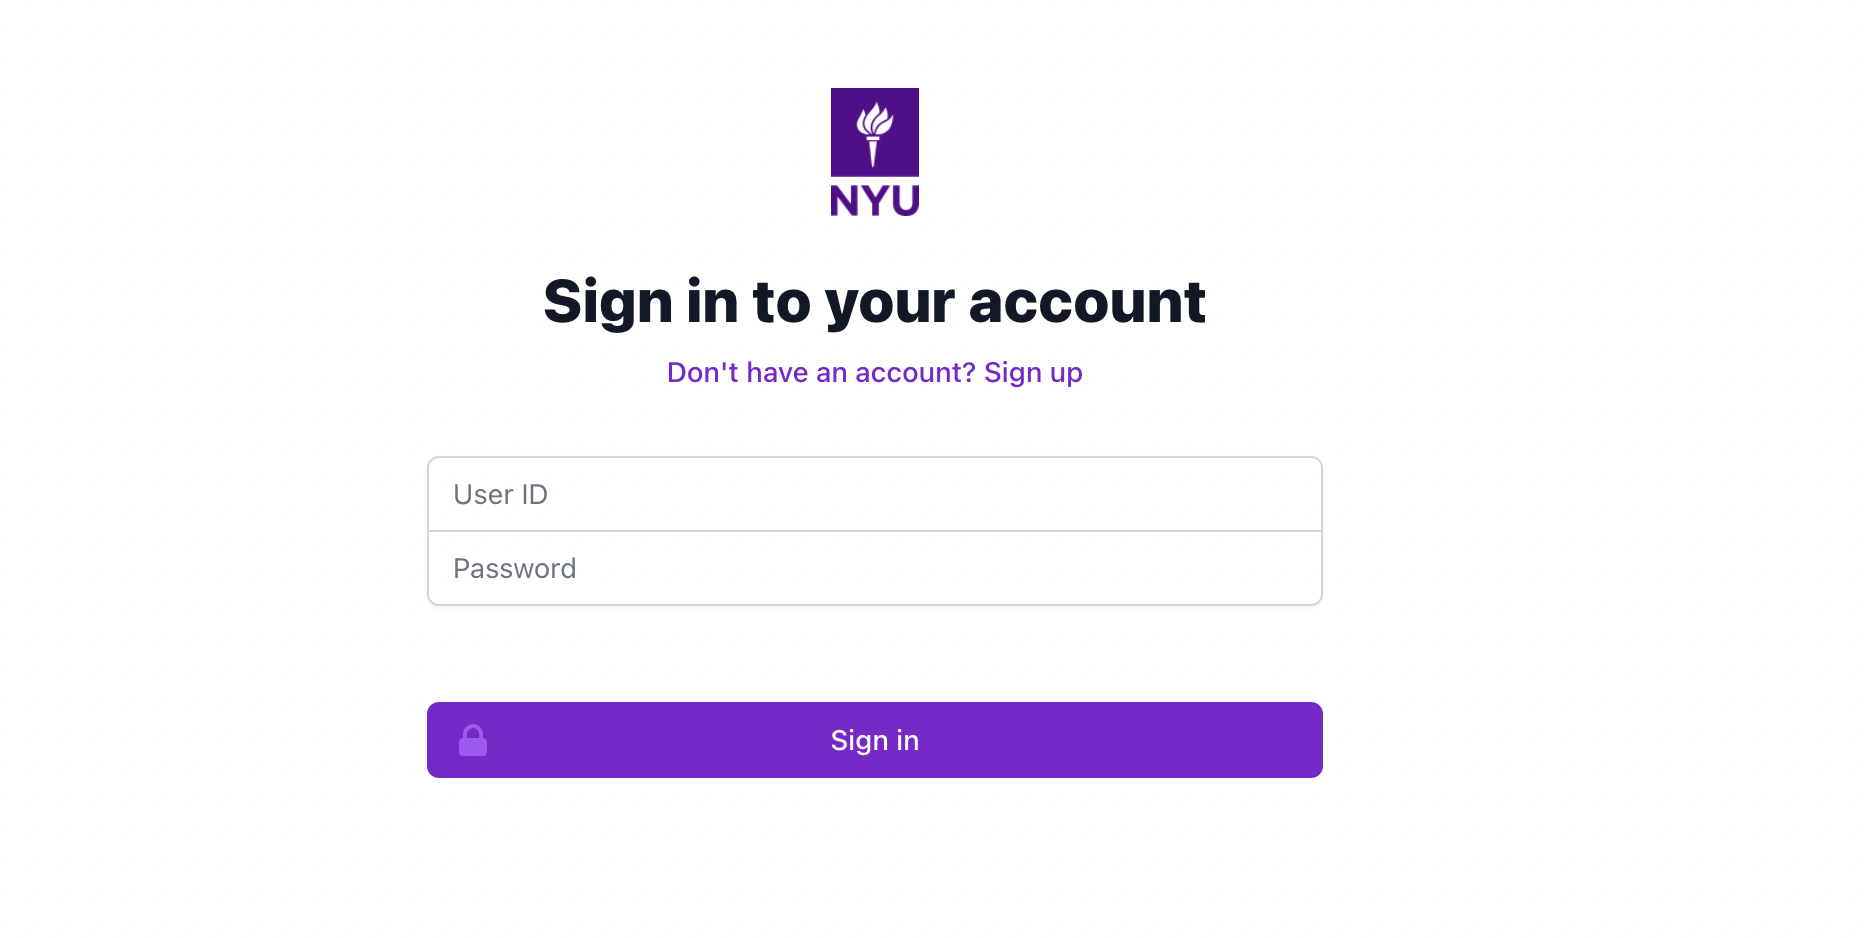 NYU
Sign in to your account
Don't have an account? Sign up
User ID
Password
Sign in